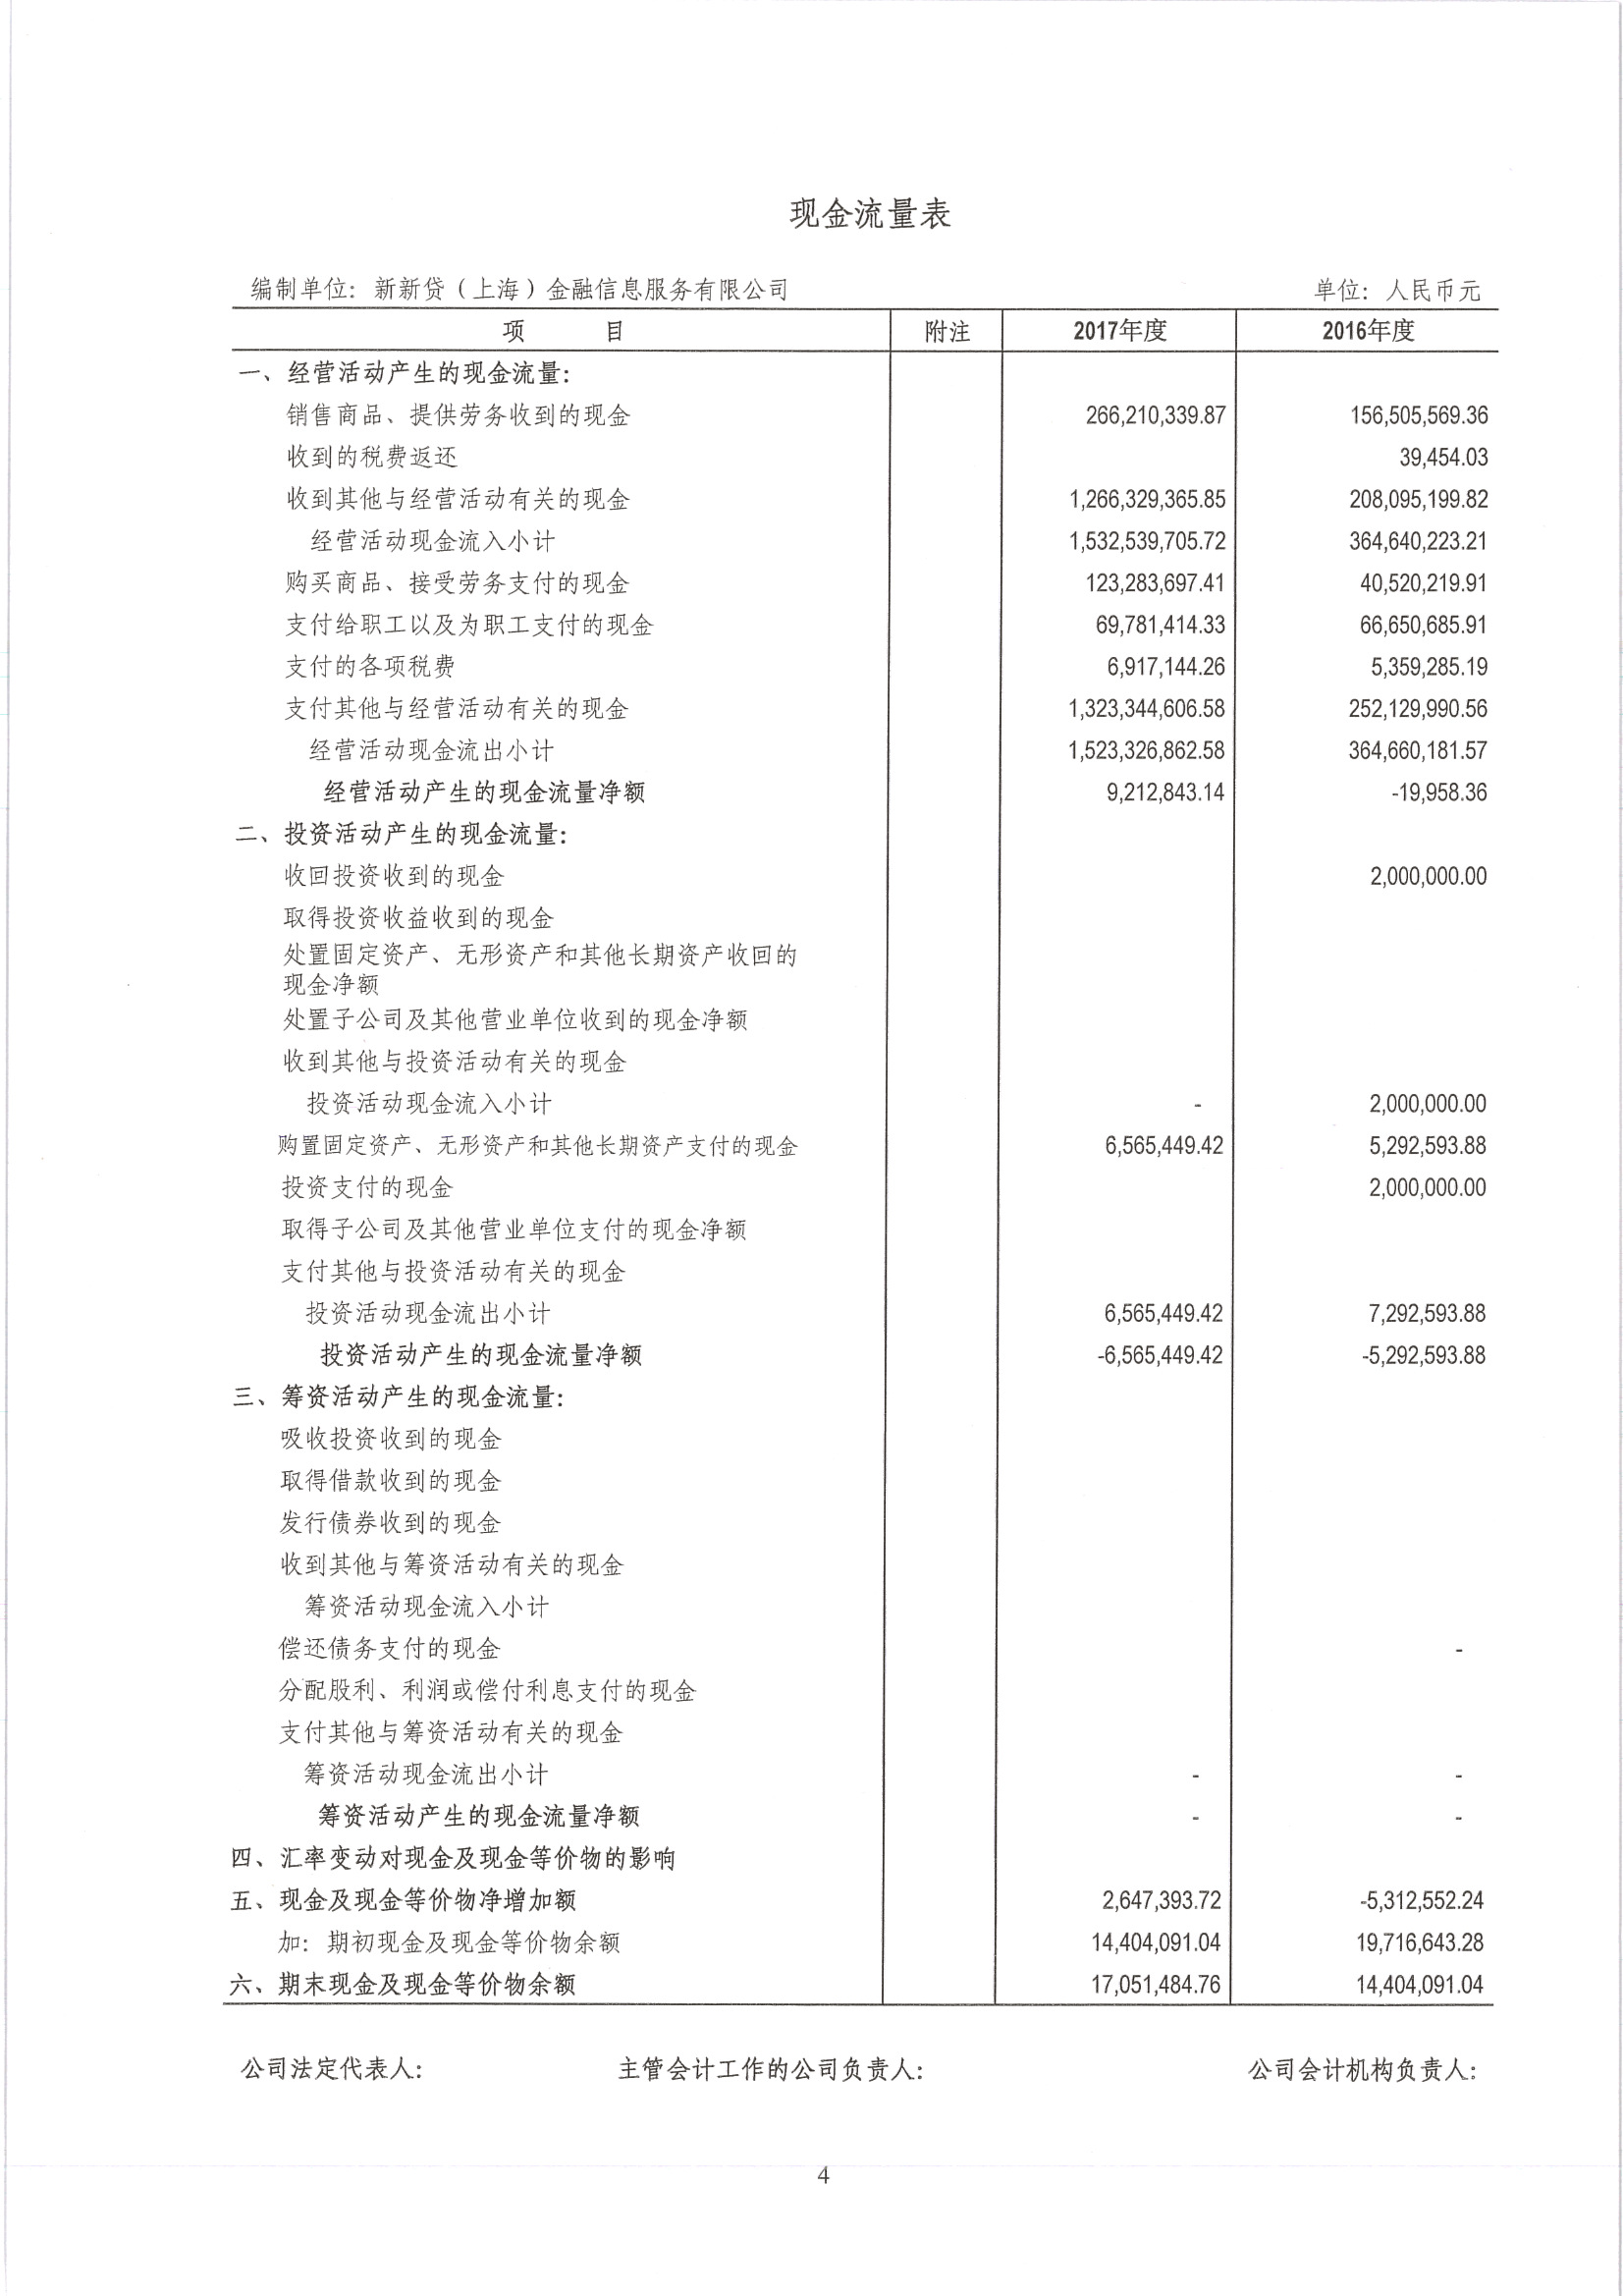 现金流量表
编制单位：新新贷（上海）金融信息服务有限公司 单位：人民币元
项 目 附注 2017年度 2016年度
一、经营活动产生的现金流量：
销售商品、提供劳务收到的现金 266,210,339.87 156,505,569.36
收到的税费返还 39,454.03
收到其他与经营活动有关的现金 1,266,329,365.85 208,095,199.82
经营活动现金流入小计 1,532,539,705.72 364,640,223.21
购买商品、接受劳务支付的现金 123,283,697.41 40,520,219.91
支付给职工以及为职工支付的现金 69,781,414.33 66,650,685.91
支付的各项税费 6,917,144.26 5,359,285.19
支付其他与经营活动有关的现金 1,323,344,606.58 252,129,990.56
经营活动现金流出小计 1,523,326,862.58 364,660,181.57
经营活动产生的现金流量净额 9,212,843.14 -19,958.36
二、投资活动产生的现金流量：
收回投资收到的现金 2,000,000.00
取得投资收益收到的现金
处置固定资产、无形资产和其他长期资产收回的
现金净额
处置子公司及其他营业单位收到的现金净额
收到其他与投资活动有关的现金
投资活动现金流入小计 - 2,000,000.00
购置固定资产、无形资产和其他长期资产支付的现金 6,565,449.42 5,292,593.88
投资支付的现金 2,000,000.00
取得子公司及其他营业单位支付的现金净额
支付其他与投资活动有关的现金
投资活动现金流出小计 6,565,449.42 7,292,593.88
投资活动产生的现金流量净额 -6,565,449.42 -5,292,593.88
三、筹资活动产生的现金流量：
吸收投资收到的现金
取得借款收到的现金
发行债券收到的现金
收到其他与筹资活动有关的现金
筹资活动现金流入小计
偿还债务支付的现金 -
分配股利、利润或偿付利息支付的现金
支付其他与筹资活动有关的现金
筹资活动现金流出小计 - -
筹资活动产生的现金流量净额 - -
四、汇率变动对现金及现金等价物的影响
五、现金及现金等价物净增加额 2,647,393.72 -5,312,552.24
加：期初现金及现金等价物余额 14,404,091.04 19,716,643.28
六、期末现金及现金等价物余额 17,051,484.76 14,404,091.04
公司法定代表人： 主管会计工作的公司负责人： 公司会计机构负责人：
4